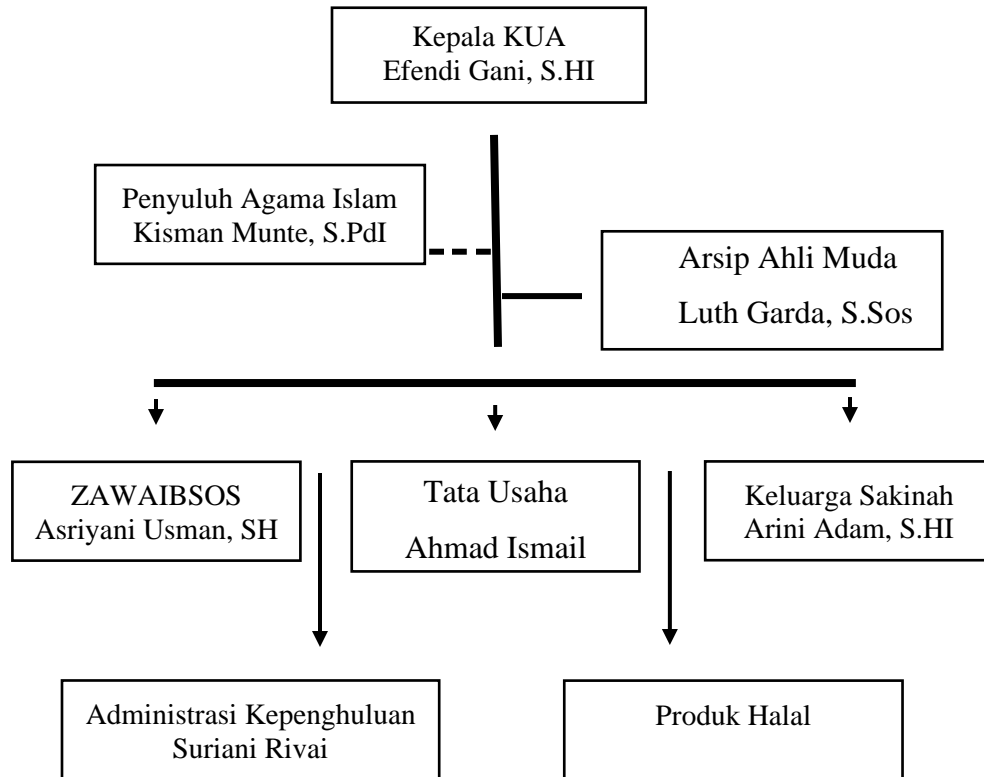 Kepala KUA
Efendi Gani, S.HI
Penyuluh Agama Islam
Kisman Munte, S.PdI
Arsip Ahli Muda
Luth Garda, S.Sos
ZAWAIBSOS
Asriyani Usman, SH
Tata Usaha
Ahmad Ismail
Keluarga Sakinah
Arini Adam, S.HI
Administrasi Kepenghuluan
Suriani Rivai
Produk Halal